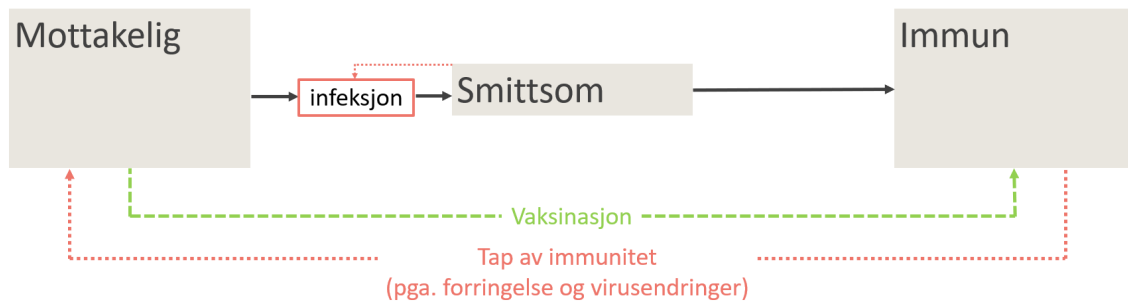 Mottakelig
infeksjon
Smittsom
Immun
Vaksinasjon
Tap av immunitet
(pga. forringelse og virusendringer)